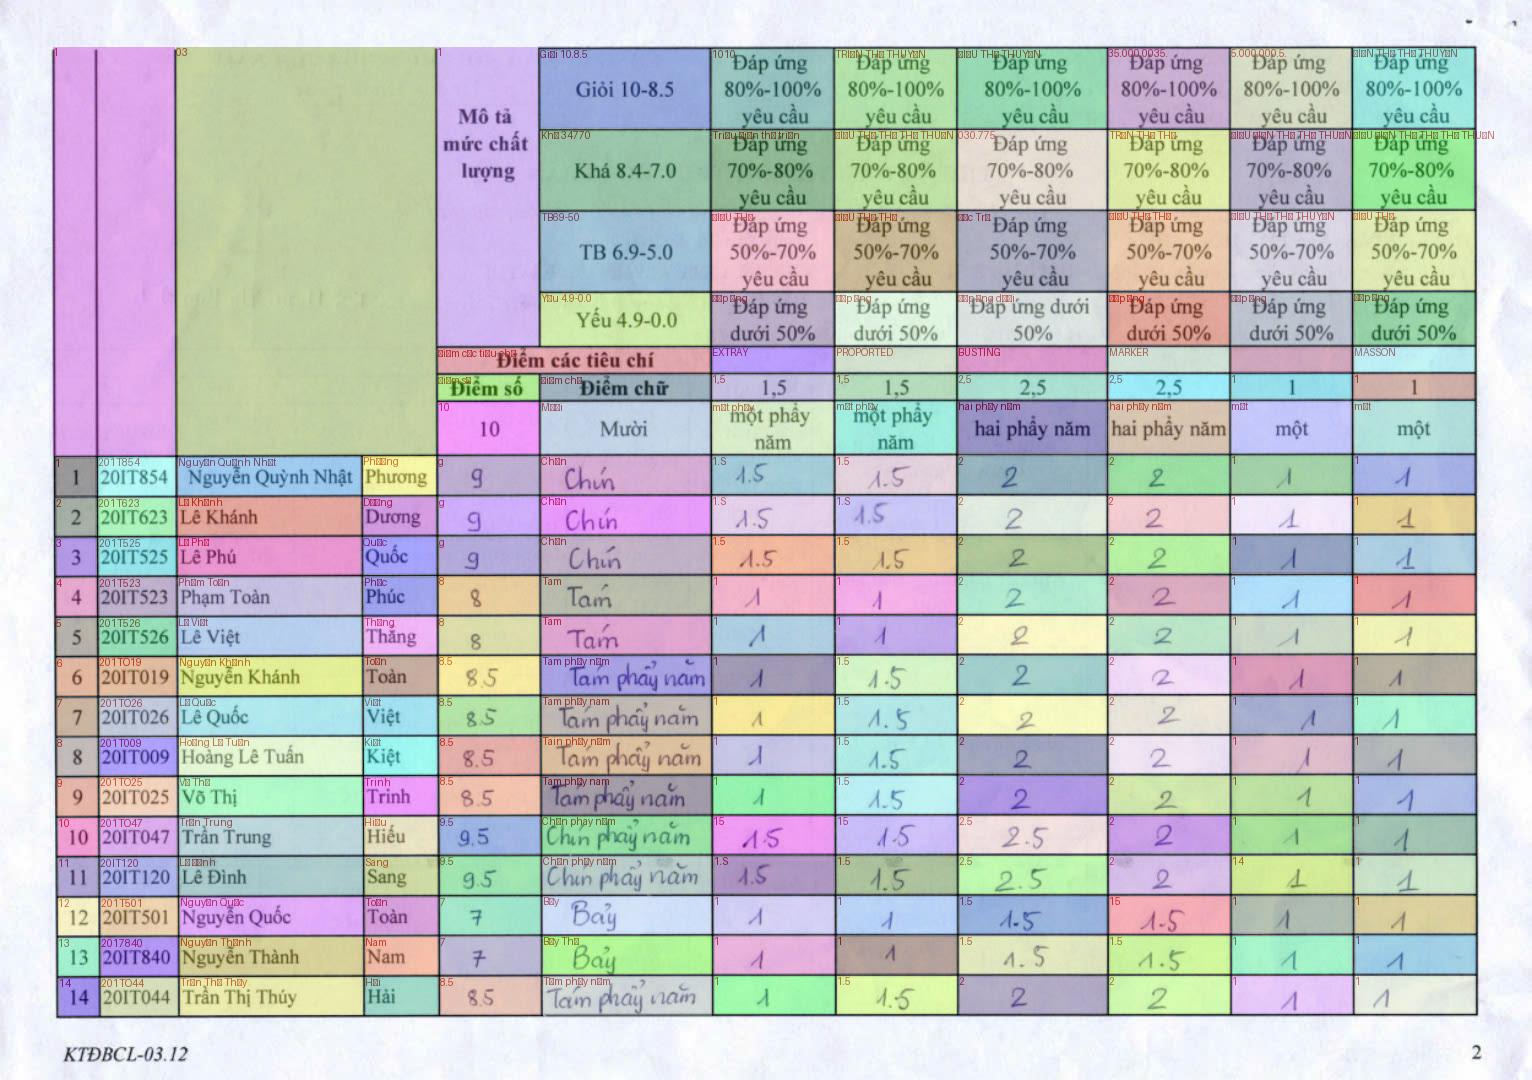 Mô tả mức chất lượng | Giỏi 10-8.5 | Đáp ứng 80%-100% yêu cầu | Đáp ứng 80%-100% yêu cầu | Đáp ứng 80%-100% yêu cầu | Đáp ứng 80%-100% yêu cầu | Đáp ứng 80%-100% yêu cầu | Đáp ứng 80%-100% yêu cầu
Khá 8.4-7.0 | Đáp ứng 70%-80% yêu cầu | Đáp ứng 70%-80% yêu cầu | Đáp ứng 70%-80% yêu cầu | Đáp ứng 70%-80% yêu cầu | Đáp ứng 70%-80% yêu cầu | Đáp ứng 70%-80% yêu cầu
TB 6.9-5.0 | Đáp ứng 50%-70% yêu cầu | Đáp ứng 50%-70% yêu cầu | Đáp ứng 50%-70% yêu cầu | Đáp ứng 50%-70% yêu cầu | Đáp ứng 50%-70% yêu cầu | Đáp ứng 50%-70% yêu cầu
Yếu 4.9-0.0 | Đáp ứng dưới 50% | Đáp ứng dưới 50% | Đáp ứng dưới 50% | Đáp ứng dưới 50% | Đáp ứng dưới 50% | Đáp ứng dưới 50%
Điểm các tiêu chí | EXTRAY | PROPORTED | BUSTING | MARKER | MASSON
Điểm số | Điểm chữ | 1,5 | 1,5 | 2,5 | 2,5 | 1 | 1
10 | Mười | một phẩy năm | một phẩy năm | hai phẩy năm | hai phẩy năm | một | một
1 | 20IT854 | Nguyễn Quỳnh Nhật | Phương | 9 | Chín | 1.5 | 1.5 | 2 | 2 | 1 | 1
2 | 20IT623 | Lê Khánh | Dương | 9 | Chín | 1.5 | 1.5 | 2 | 2 | 1 | 1
3 | 20IT525 | Lê Phú | Quốc | 9 | Chín | 1.5 | 1.5 | 2 | 2 | 1 | 1
4 | 20IT523 | Phạm Toàn | Phúc | 8 | Tám | 1 | 1 | 2 | 2 | 1 | 1
5 | 20IT526 | Lê Việt | Thăng | 8 | Tám | 1 | 1 | 2 | 2 | 1 | 1
6 | 20IT019 | Nguyễn Khánh | Toàn | 8.5 | Tám phẩy năm | 1 | 1.5 | 2 | 2 | 1 | 1
7 | 20IT026 | Lê Quốc | Việt | 8.5 | Tám phẩy năm | 1 | 1.5 | 2 | 2 | 1 | 1
8 | 20IT009 | Hoàng Lê Tuấn | Kiệt | 8.5 | Tám phẩy năm | 1 | 1.5 | 2 | 2 | 1 | 1
9 | 20IT025 | Võ Thị | Trinh | 8.5 | Tám phẩy năm | 1 | 1.5 | 2 | 2 | 1 | 1
10 | 20IT047 | Trần Trung | Hiếu | 9.5 | Chín phẩy năm | 1.5 | 1.5 | 2.5 | 2 | 1 | 1
11 | 20IT120 | Lê Đình | Sang | 9.5 | Chín phẩy năm | 1.5 | 1.5 | 2.5 | 2 | 1 | 1
12 | 20IT501 | Nguyễn Quốc | Toàn | 7 | Bảy | 1 | 1 | 1.5 | 1.5 | 1 | 1
13 | 20IT840 | Nguyễn Thành | Nam | 7 | Bảy | 1 | 1 | 1.5 | 1.5 | 1 | 1
14 | 20IT044 | Trần Thị Thúy | Hải | 8.5 | Tám phẩy năm | 1 | 1.5 | 2 | 2 | 1 | 1
KTĐBCL-03.12
2